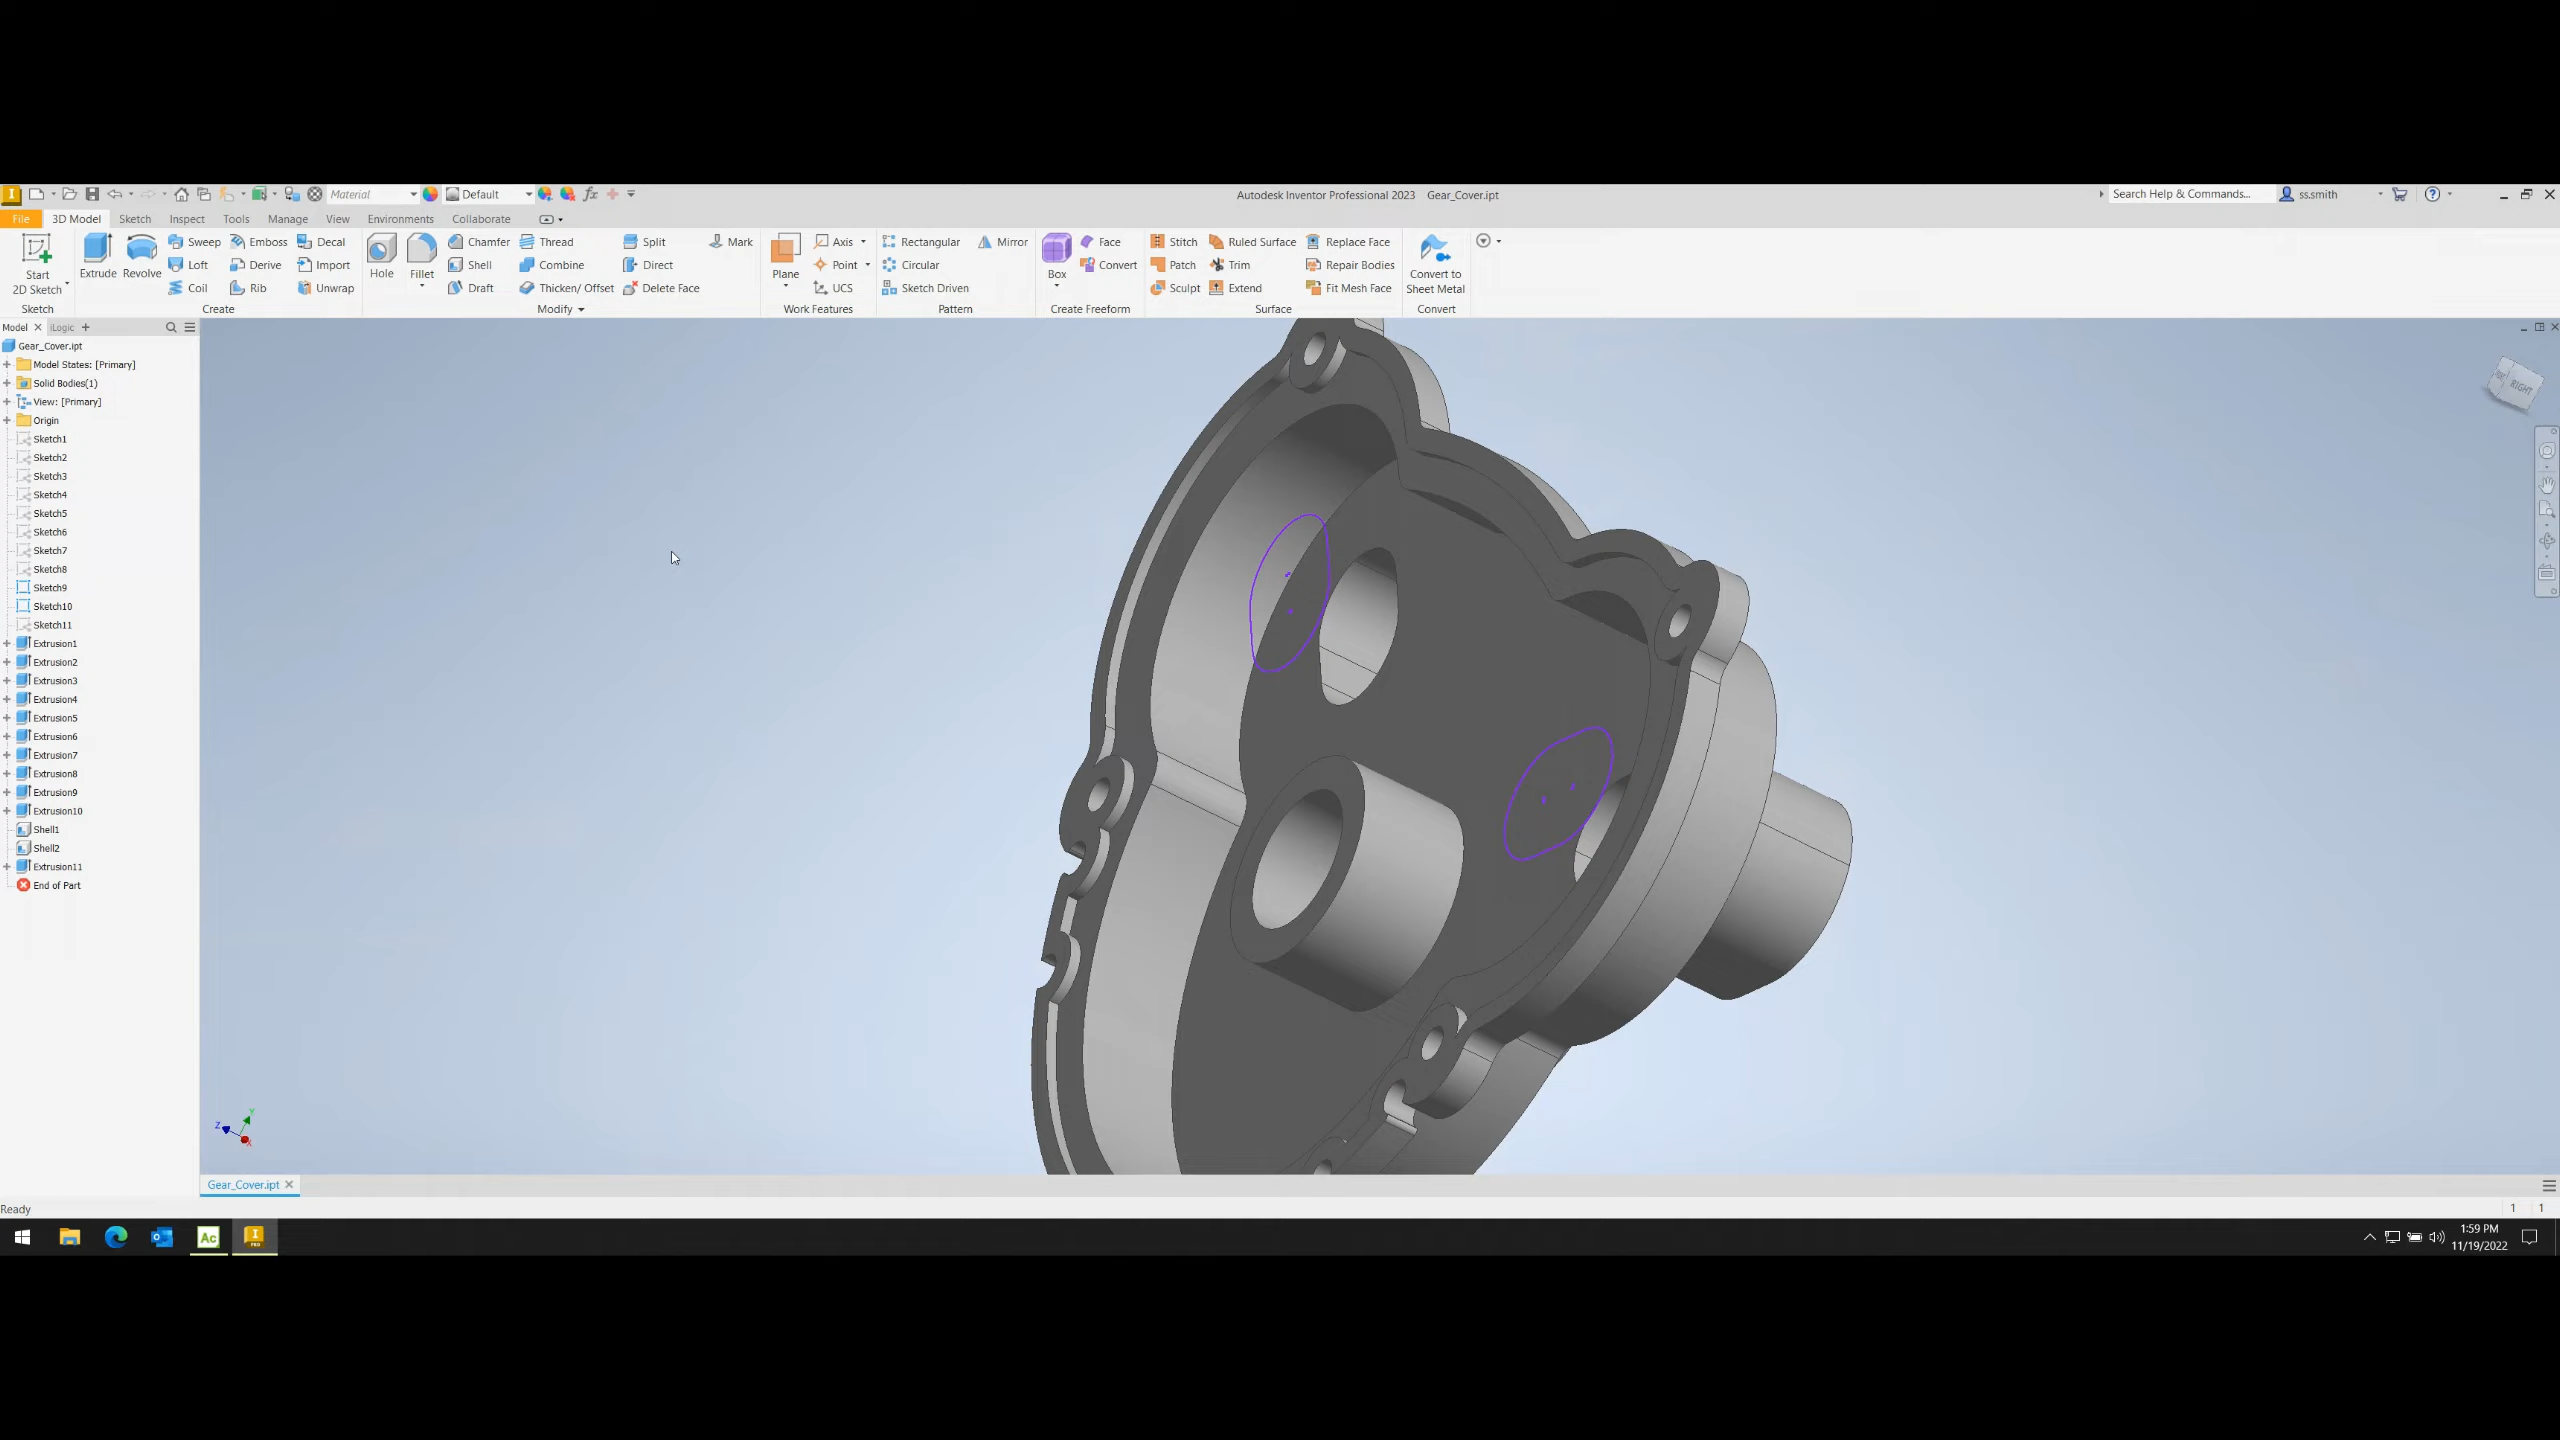 Material
Default
Autodesk Inventor Professional 2023 Gear_Cover.ipt
Search Help & Commands...
ss.smith
File 3D Model Sketch Inspect Tools Manage View Environments Collaborate
Start
2D Sketch
Sketch
Extrude
Revolve
Sweep Emboss Decal
Loft Derive Import
Coil Rib Unwrap
Create
Hole
Fillet
Chamfer Thread Split Mark
Shell Combine Direct
Draft Thicken/ Offset Delete Face
Modify
Plane
Axis
Point
UCS
Work Features
Rectangular Mirror
Circular
Sketch Driven
Pattern
Box
Face
Convert
Create Freeform
Stitch Ruled Surface Replace Face
Patch Trim Repair Bodies
Sculpt Extend Fit Mesh Face
Surface
Convert to
Sheet Metal
Convert
Model iLogic
Gear_Cover.ipt
Model States: [Primary]
Solid Bodies(1)
View: [Primary]
Origin
Sketch1
Sketch2
Sketch3
Sketch4
Sketch5
Sketch6
Sketch7
Sketch8
Sketch9
Sketch10
Sketch11
Extrusion1
Extrusion2
Extrusion3
Extrusion4
Extrusion5
Extrusion6
Extrusion7
Extrusion8
Extrusion9
Extrusion10
Shell1
Shell2
Extrusion11
End of Part
RIGHT
Y
Z
X
Gear_Cover.ipt
Ready
1 1
Ac
I
PRO
1:59 PM
11/19/2022